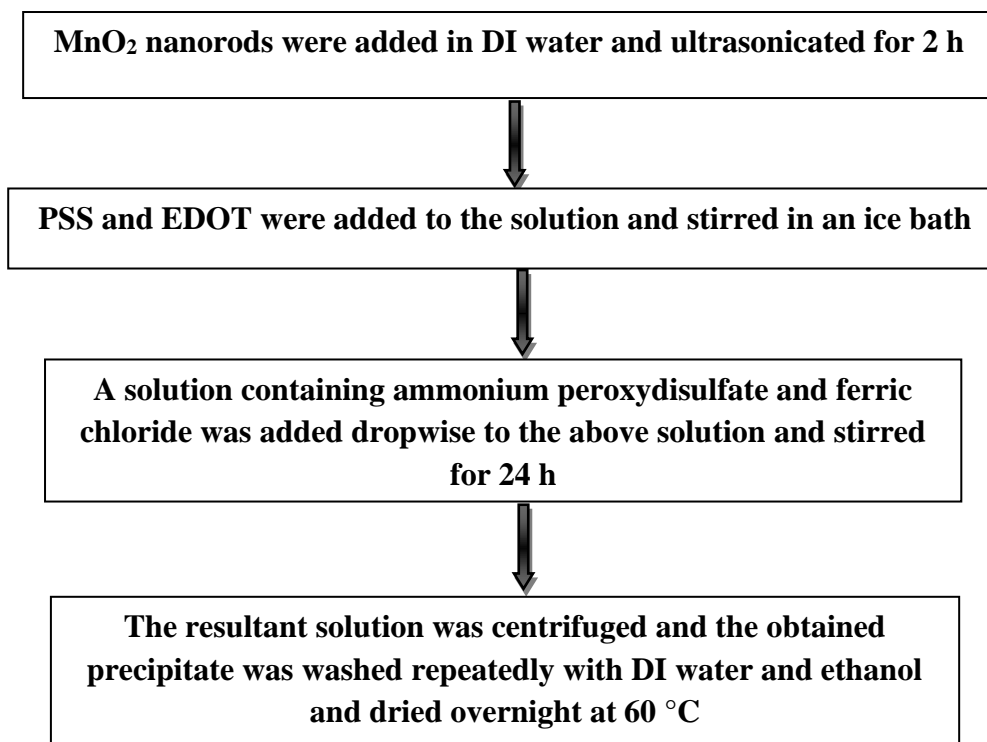 MnO₂ nanorods were added in DI water and ultrasonicated for 2 h
PSS and EDOT were added to the solution and stirred in an ice bath
A solution containing ammonium peroxydisulfate and ferric
chloride was added dropwise to the above solution and stirred
for 24 h
The resultant solution was centrifuged and the obtained
precipitate was washed repeatedly with DI water and ethanol
and dried overnight at 60 °C